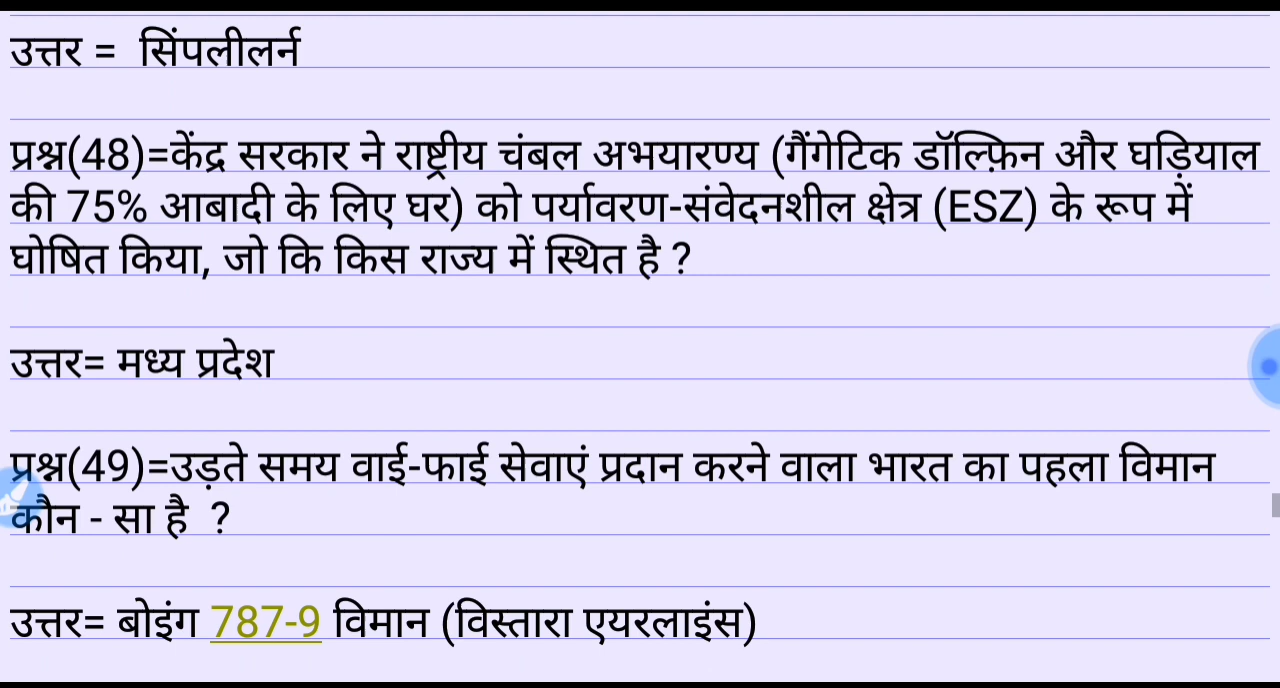 उत्तर = सिंपलीलर्न
प्रश्न(48)=केंद्र सरकार ने राष्ट्रीय चंबल अभयारण्य (गैंगेटिक डॉल्फ़िन और घड़ियाल
की 75% आबादी के लिए घर) को पर्यावरण-संवेदनशील क्षेत्र (ESZ) के रूप में
घोषित किया, जो कि किस राज्य में स्थित है ?
उत्तर= मध्य प्रदेश
प्रश्न(49)=उड़ते समय वाई-फाई सेवाएं प्रदान करने वाला भारत का पहला विमान
कौन - सा है ?
उत्तर= बोइंग 787-9 विमान (विस्तारा एयरलाइंस)